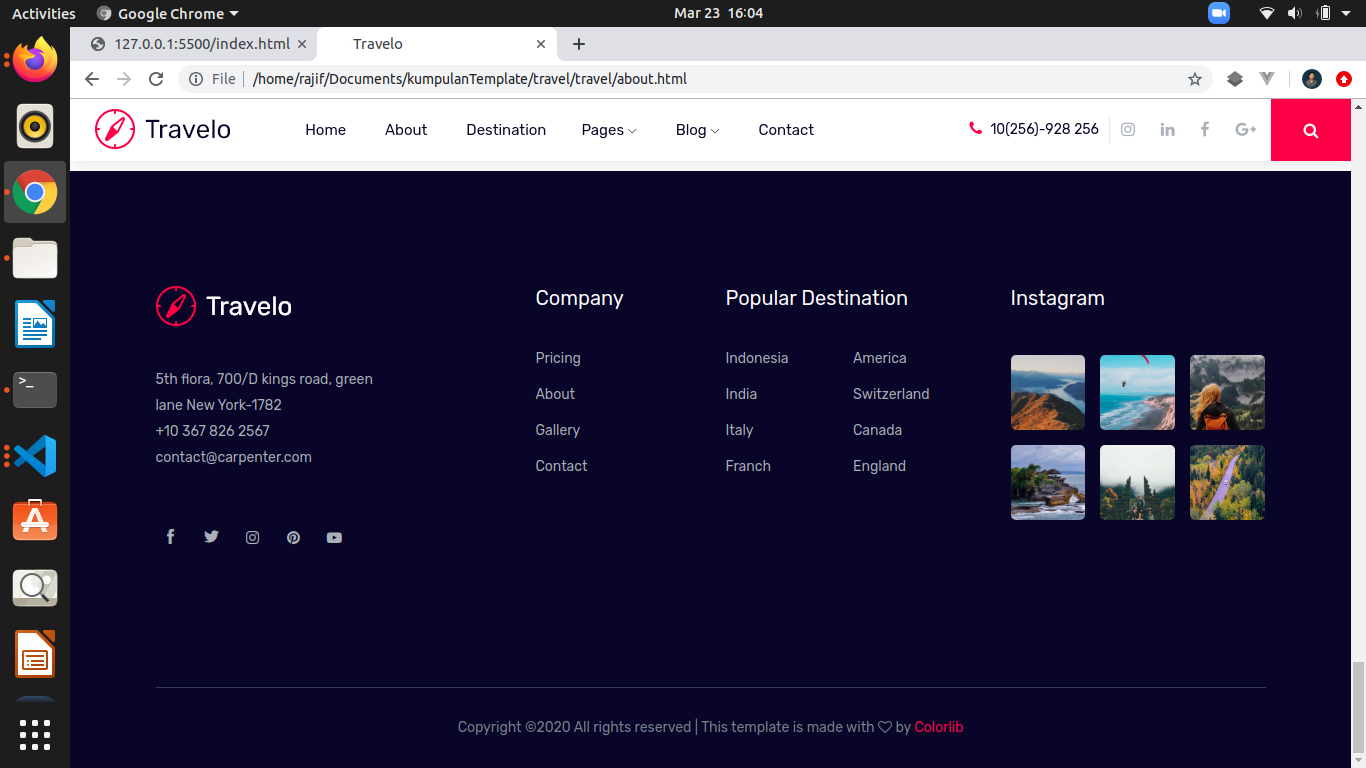 Activities Google Chrome Mar 23 16:04
127.0.0.1:5500/index.html Travelo
File /home/rajif/Documents/kumpulanTemplate/travel/travel/about.html
Travelo Home About Destination Pages Blog Contact 10(256)-928 256
Travelo
5th flora, 700/D kings road, green
lane New York-1782
+10 367 826 2567
contact@carpenter.com
Company
Pricing
About
Gallery
Contact
Popular Destination
Indonesia America
India Switzerland
Italy Canada
Franch England
Instagram
Copyright ©2020 All rights reserved | This template is made with ♡ by Colorlib